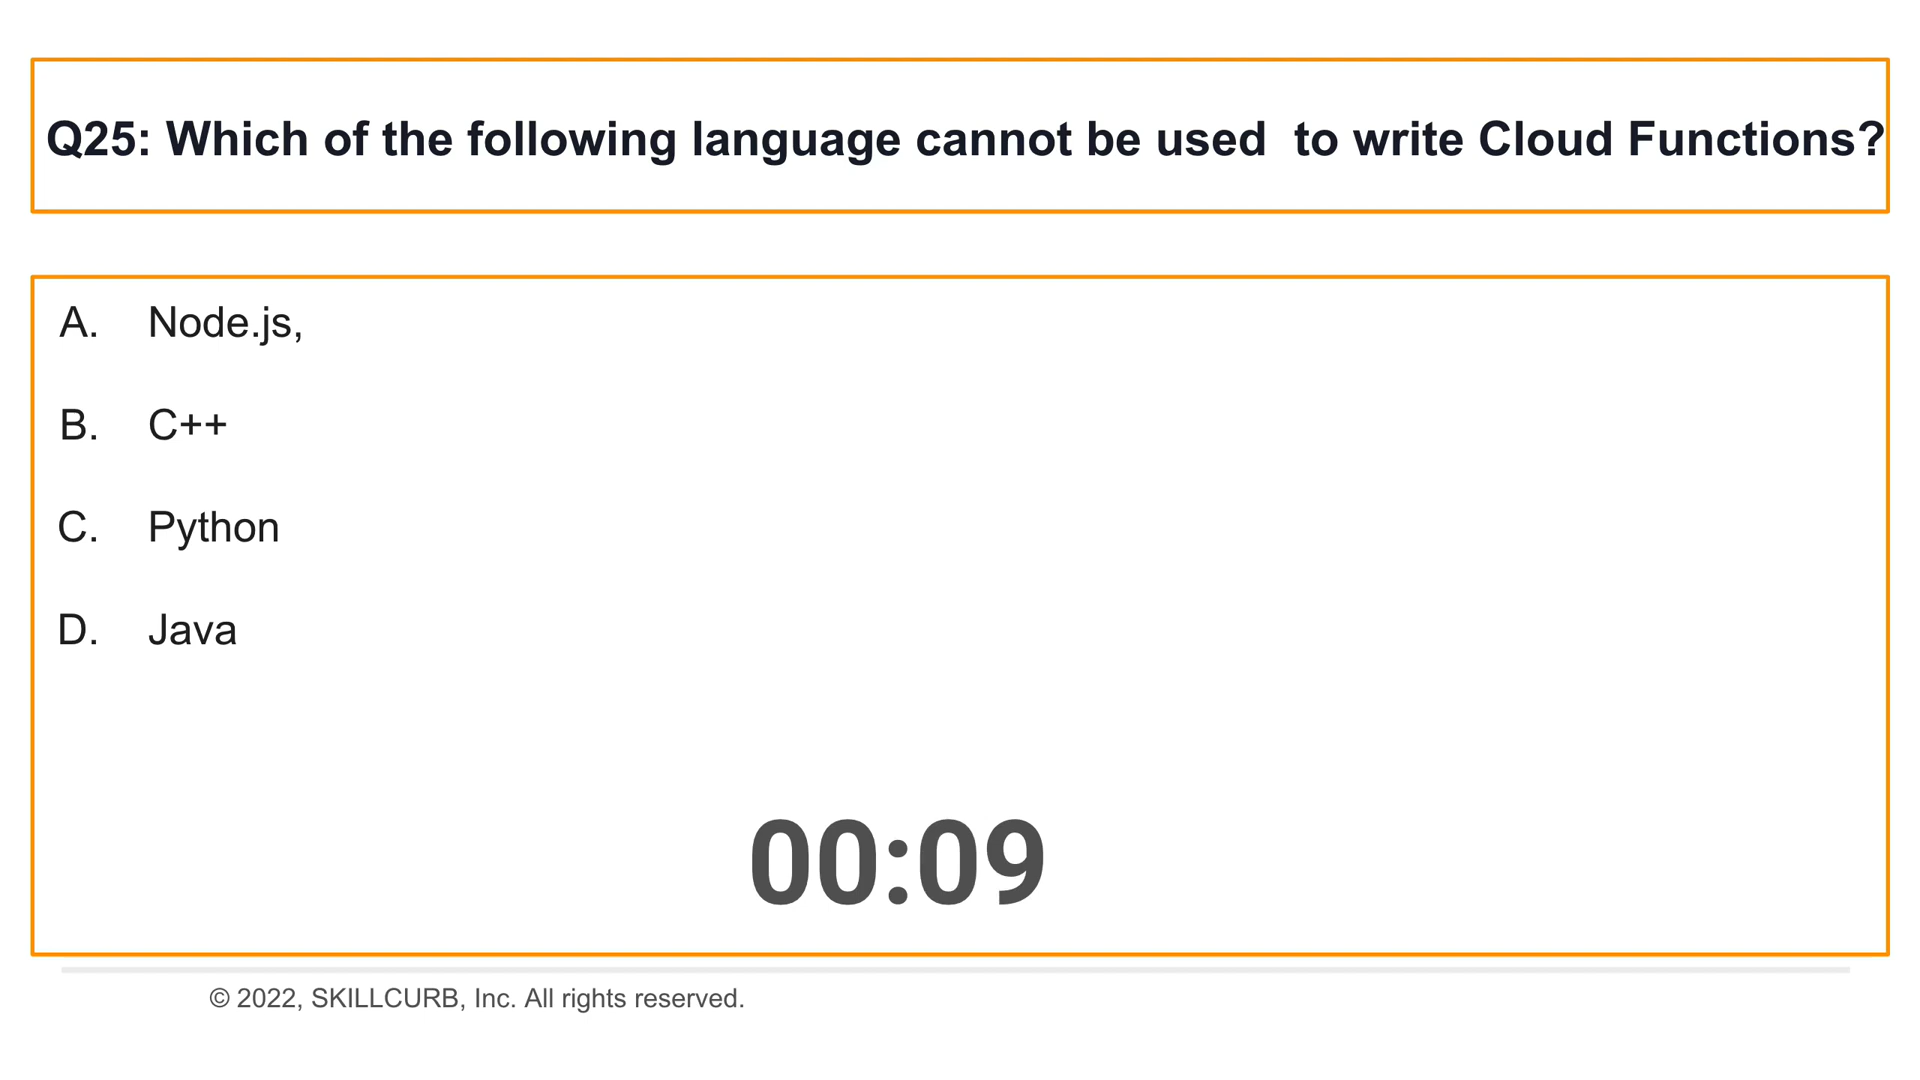 Q25: Which of the following language cannot be used  to write Cloud Functions?
A. Node.js,
B. C++
C. Python
D. Java
00:09
© 2022, SKILLCURB, Inc. All rights reserved.